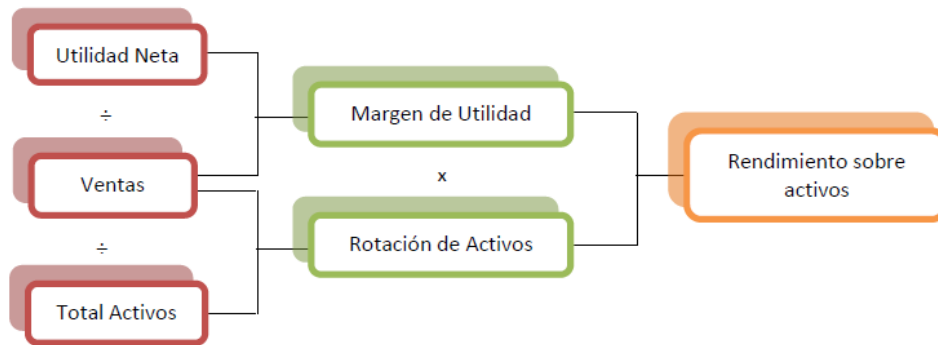 Utilidad Neta
÷
Ventas
÷
Total Activos
Margen de Utilidad
x
Rotación de Activos
Rendimiento sobre
activos